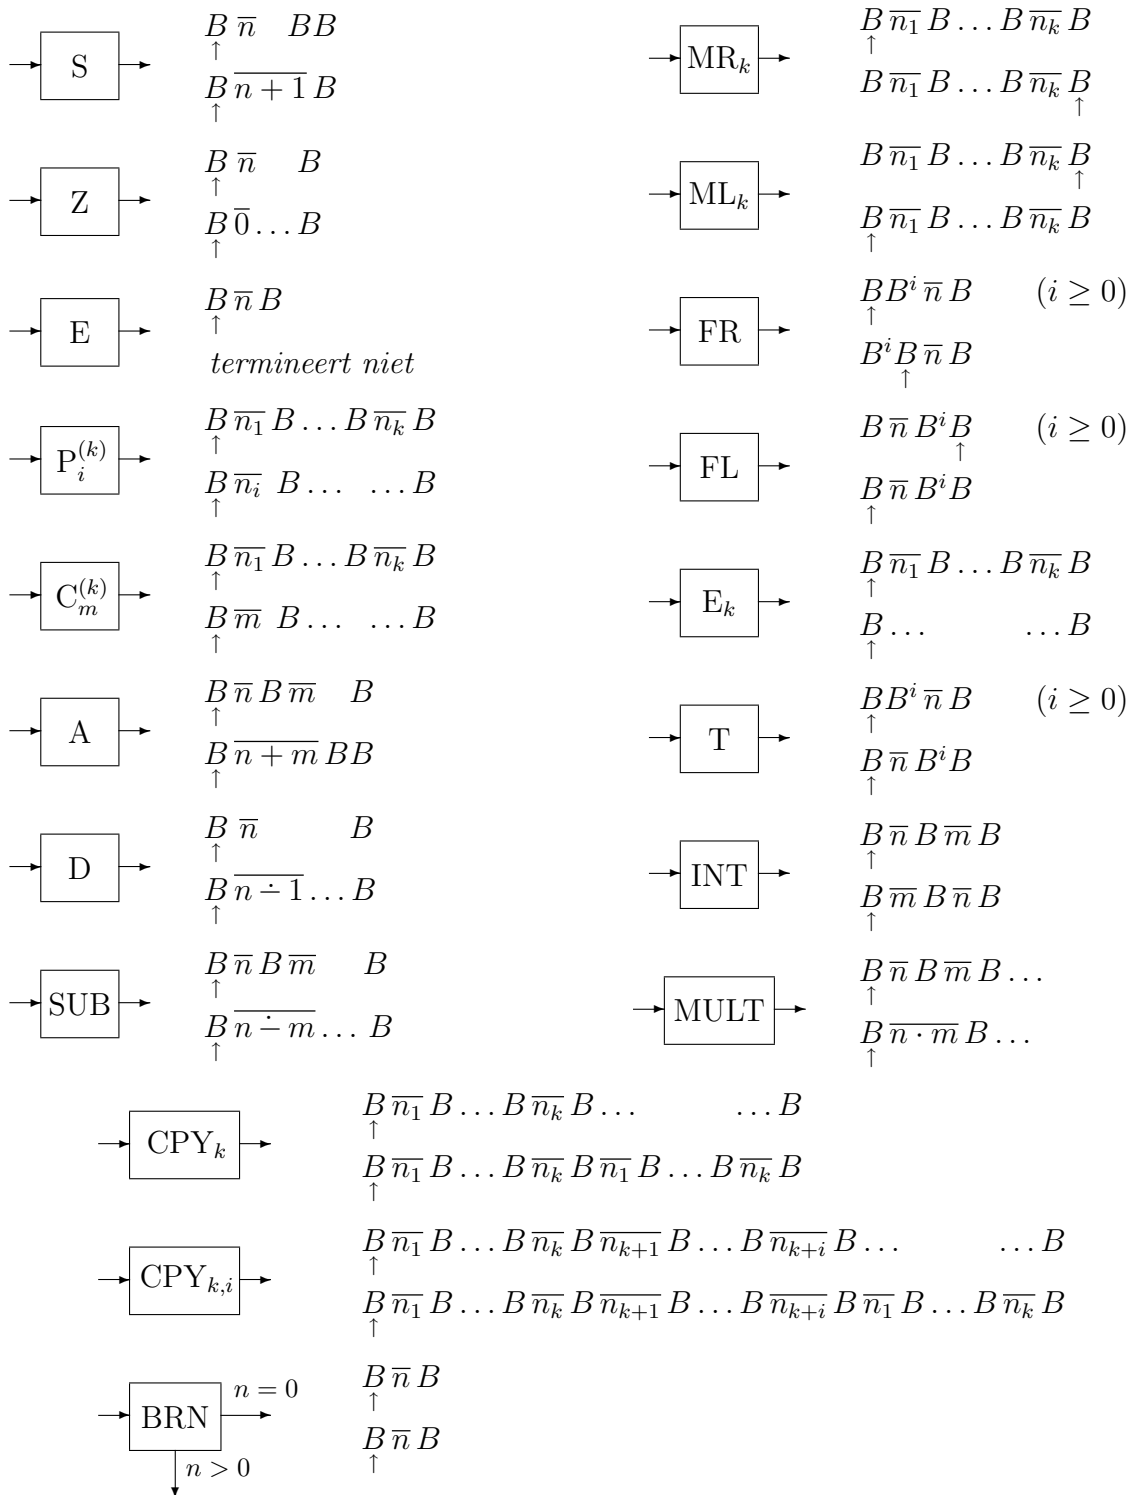 S B n̅ BB
↑
B n+1̅ B
↑
Z B n̅ B
↑
B 0̅ … B
↑
E B n̅ B
↑
termineert niet
P_i^{(k)} B n̅₁ B … B n̅_k B
↑
B n̅_i B … … B
↑
C_m^{(k)} B n̅₁ B … B n̅_k B
↑
B m̅ B … … B
↑
A B n̅ B m̅ B
↑
B \overline{n + m} BB
↑
D B n̅ B
↑
B \overline{n ∸ 1} … B
↑
SUB B n̅ B m̅ B
↑
B \overline{n ∸ m} … B
↑
MR_k B n̅₁ B … B n̅_k B
↑
B n̅₁ B … B n̅_k B
↑
ML_k B n̅₁ B … B n̅_k B
↑
B n̅₁ B … B n̅_k B
↑
FR BB^i n̅ B (i ≥ 0)
↑
B^i B n̅ B
↑
FL B n̅ B^i B (i ≥ 0)
↑
B n̅ B^i B
↑
E_k B n̅₁ B … B n̅_k B
↑
B … … B
↑
T BB^i n̅ B (i ≥ 0)
↑
B n̅ B^i B
↑
INT B n̅ B m̅ B
↑
B m̅ B n̅ B
↑
MULT B n̅ B m̅ B …
↑
B \overline{n · m} B …
↑
CPY_k B n̅₁ B … B n̅_k B … … B
↑
B n̅₁ B … B n̅_k B n̅₁ B … B n̅_k B
↑
CPY_{k,i} B n̅₁ B … B n̅_k B \overline{n_{k+1}} B … B \overline{n_{k+i}} B … … B
↑
B n̅₁ B … B n̅_k B \overline{n_{k+1}} B … B \overline{n_{k+i}} B n̅₁ B … B n̅_k B
↑
BRN n = 0 B n̅ B
↑
n > 0 B n̅ B
↑